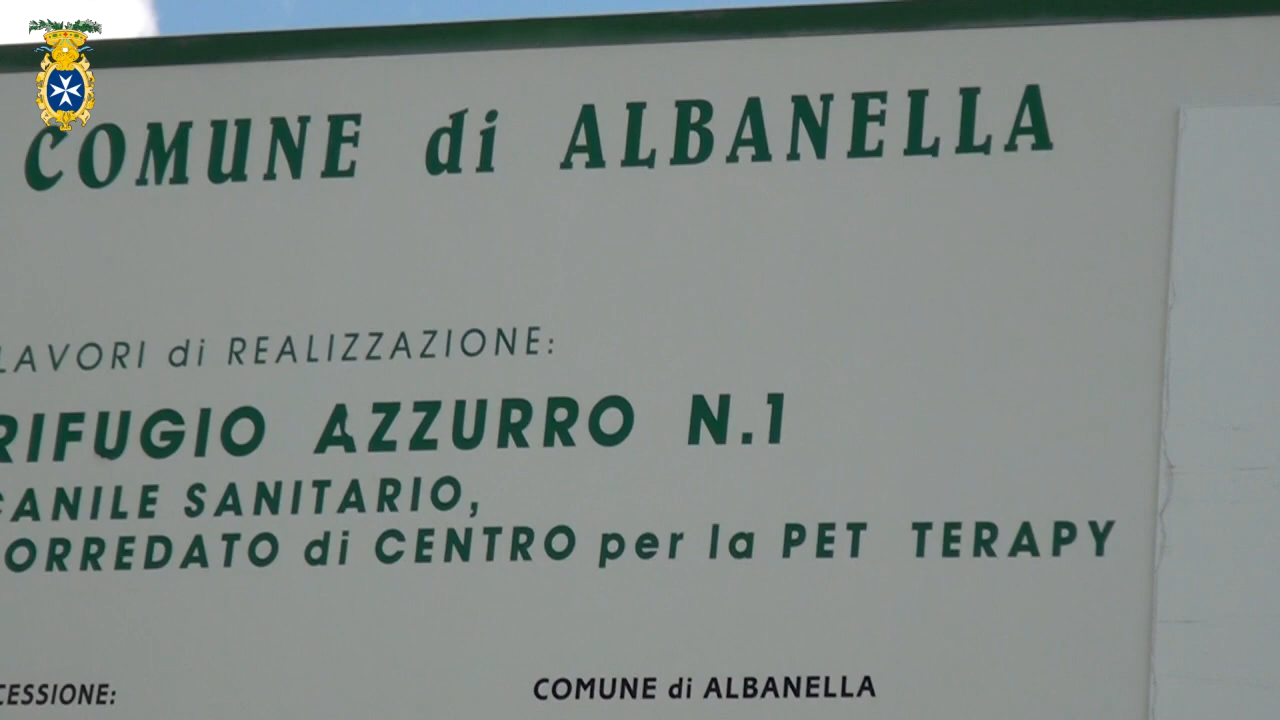 COMUNE di ALBANELLA
LAVORI di REALIZZAZIONE:
RIFUGIO AZZURRO N.1
CANILE SANITARIO,
ORREDATO di CENTRO per la PET TERAPY
CESSIONE:
COMUNE di ALBANELLA